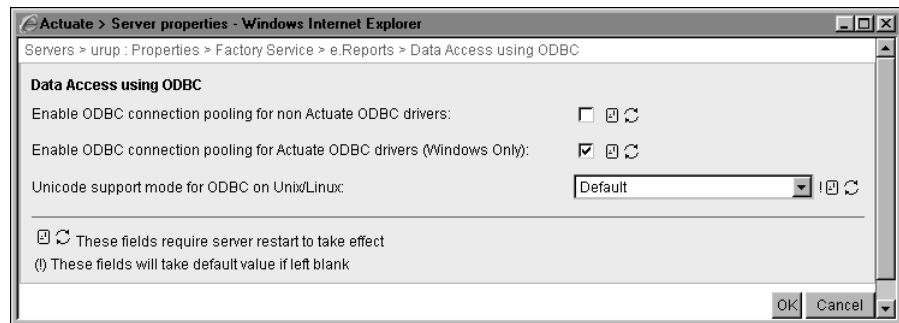 Actuate > Server properties - Windows Internet Explorer
Servers > urup : Properties > Factory Service > e.Reports > Data Access using ODBC
Data Access using ODBC
Enable ODBC connection pooling for non Actuate ODBC drivers:
Enable ODBC connection pooling for Actuate ODBC drivers (Windows Only):
Unicode support mode for ODBC on Unix/Linux: Default !
These fields require server restart to take effect
(!) These fields will take default value if left blank
OK Cancel